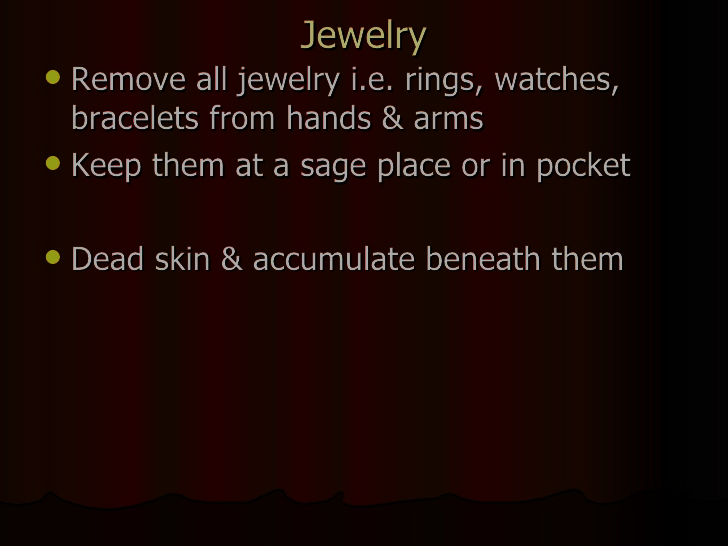 Jewelry
Remove all jewelry i.e. rings, watches,
bracelets from hands & arms
Keep them at a sage place or in pocket
Dead skin & accumulate beneath them